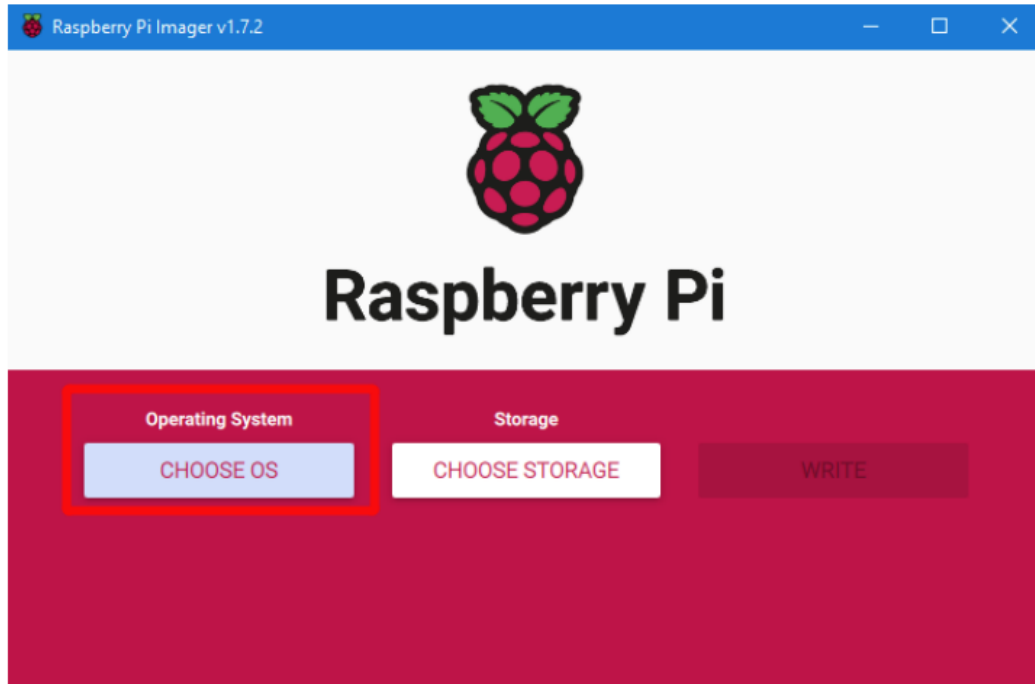 Raspberry Pi Imager v1.7.2
Raspberry Pi
Operating System
Storage
CHOOSE OS
CHOOSE STORAGE
WRITE